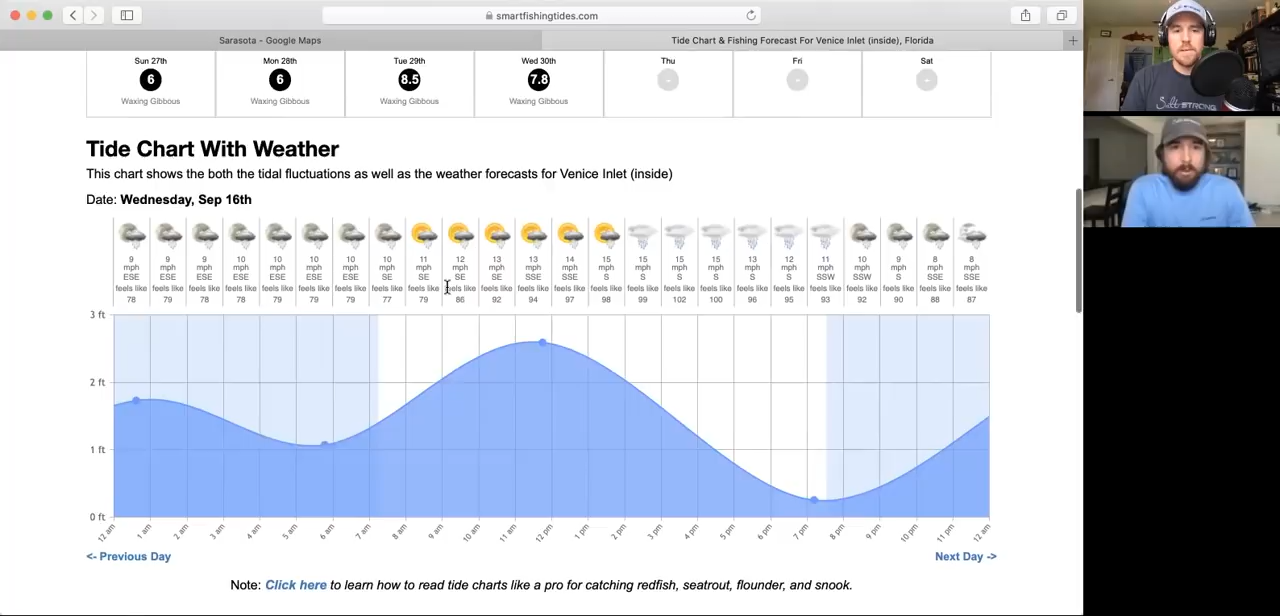 smartfishingtides.com
Sarasota - Google Maps
Tide Chart & Fishing Forecast For Venice Inlet (inside), Florida
Sun 27th Mon 28th Tue 29th Wed 30th Thu Fri Sat
6 6 8.5 7.8 - - -
Waxing Gibbous Waxing Gibbous Waxing Gibbous Waxing Gibbous
Tide Chart With Weather
This chart shows the both the tidal fluctuations as well as the weather forecasts for Venice Inlet (inside)
Date: Wednesday, Sep 16th
9 9 9 10 10 10 10 10 11 12 13 13 14 15 15 15 15 13 12 11 10 9 8 8
mph mph mph mph mph mph mph mph mph mph mph mph mph mph mph mph mph mph mph mph mph mph mph mph
ESE ESE ESE ESE ESE ESE ESE SE SE SE SE SSE SSE S S S S S S SSW SSW S SSE SSE
feels like feels like feels like feels like feels like feels like feels like feels like feels like feels like feels like feels like feels like feels like feels like feels like feels like feels like feels like feels like feels like feels like feels like feels like
78 79 78 78 79 79 79 77 79 86 92 94 97 98 99 102 100 96 95 93 92 90 88 87
3 ft
2 ft
1 ft
0 ft
12 am 1 am 2 am 3 am 4 am 5 am 6 am 7 am 8 am 9 am 10 am 11 am 12 pm 1 pm 2 pm 3 pm 4 pm 5 pm 6 pm 7 pm 8 pm 9 pm 10 pm 11 pm 12 am
<- Previous Day Next Day ->
Note: Click here to learn how to read tide charts like a pro for catching redfish, seatrout, flounder, and snook.
Salt STRONG